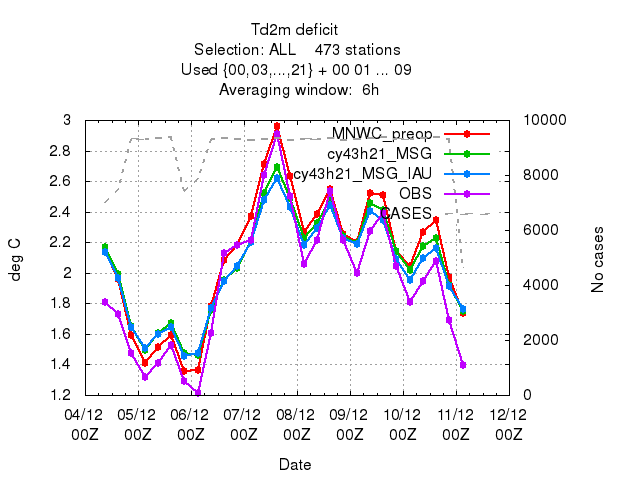 Td2m deficit
Selection: ALL    473 stations
Used {00,03,...,21} + 00 01 ... 09
Averaging window:  6h
3
2.8
2.6
2.4
2.2
2
1.8
1.6
1.4
1.2
deg C
10000
8000
6000
4000
2000
0
No cases
MNWC_preop
cy43h21_MSG
cy43h21_MSG_IAU
OBS
CASES
04/12 05/12 06/12 07/12 08/12 09/12 10/12 11/12 12/12
00Z 00Z 00Z 00Z 00Z 00Z 00Z 00Z 00Z
Date